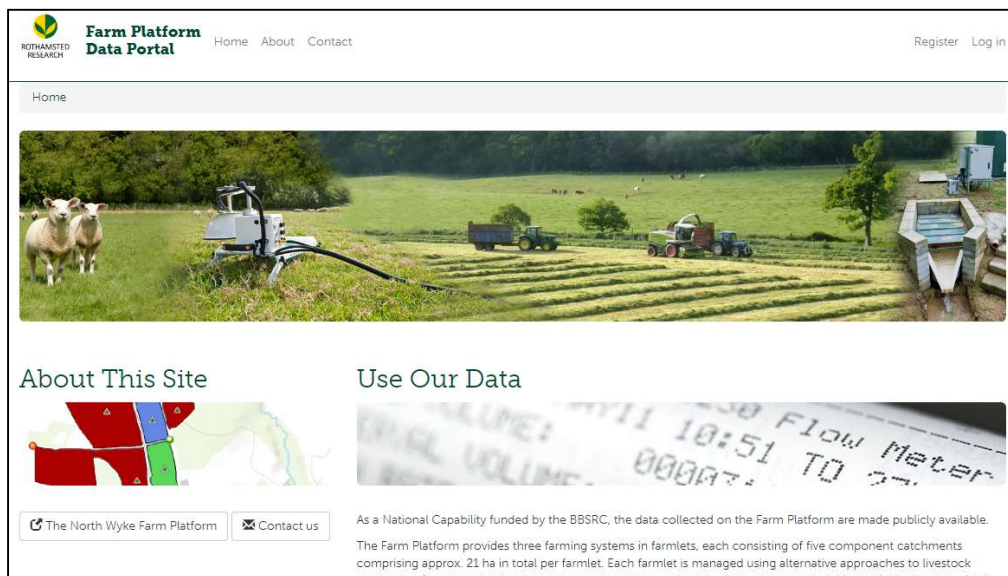 ROTHAMSTED
RESEARCH
Farm Platform
Data Portal
Home About Contact
Register Log in
Home
About This Site
Use Our Data
VOLUME:
10:51
Flow Meter
VOLUME
TO
The North Wyke Farm Platform
Contact us
As a National Capability funded by the BBSRC, the data collected on the Farm Platform are made publicly available.
The Farm Platform provides three farming systems in farmlets, each consisting of five component catchments
comprising approx. 21 ha in total per farmlet. Each farmlet is managed using alternative approaches to livestock